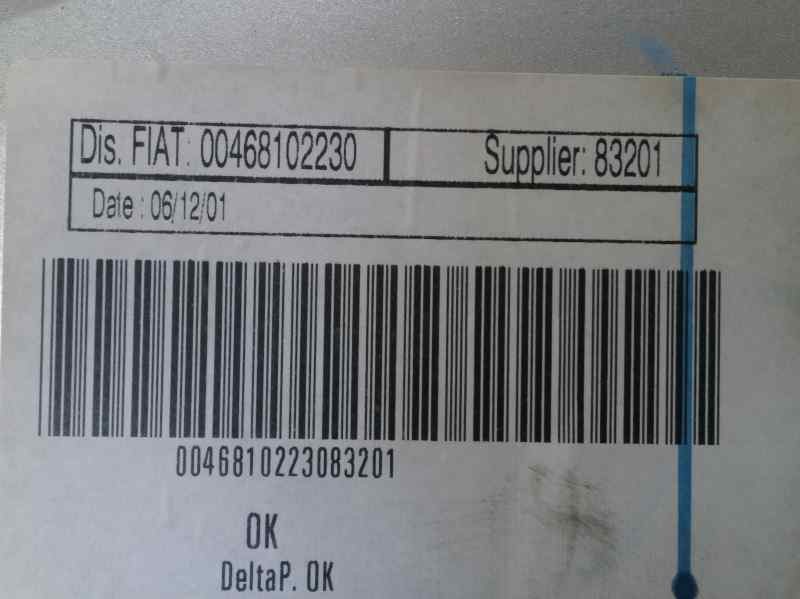 Dis. FIAT: 00468102230 Supplier: 83201
Date : 06/12/01
0046810223083201
OK
DeltaP. OK